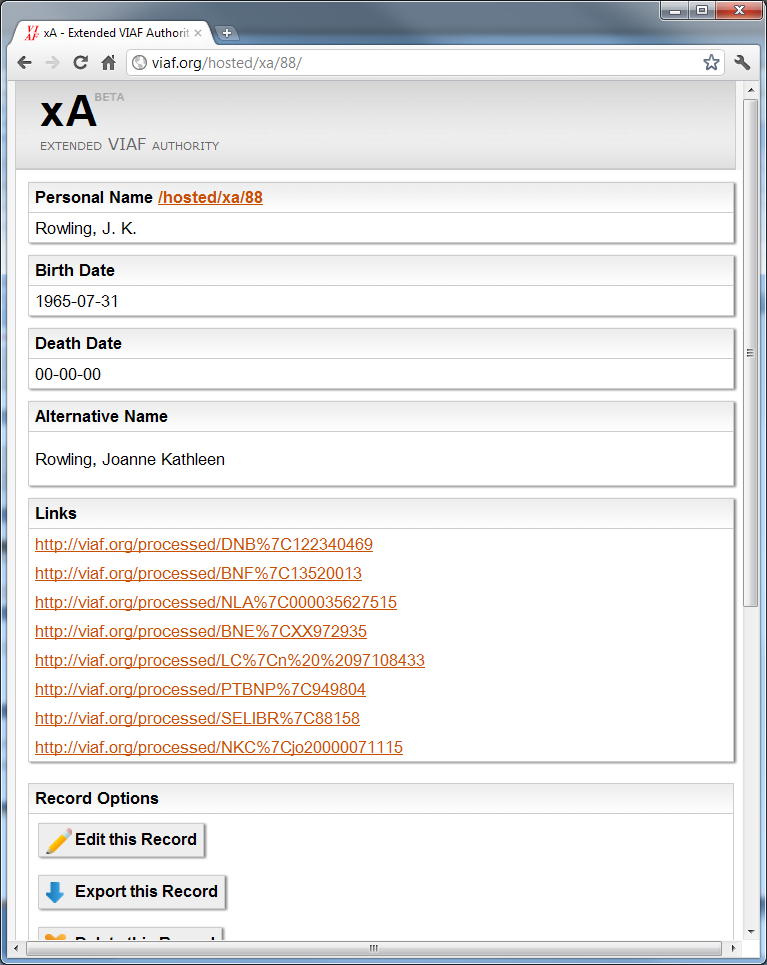 xA - Extended VIAF Authorit
viaf.org/hosted/xa/88/
xA BETA
EXTENDED VIAF AUTHORITY
Personal Name /hosted/xa/88
Rowling, J. K.
Birth Date
1965-07-31
Death Date
00-00-00
Alternative Name
Rowling, Joanne Kathleen
Links
http://viaf.org/processed/DNB%7C122340469
http://viaf.org/processed/BNF%7C13520013
http://viaf.org/processed/NLA%7C000035627515
http://viaf.org/processed/BNE%7CXX972935
http://viaf.org/processed/LC%7Cn%20%2097108433
http://viaf.org/processed/PTBNP%7C949804
http://viaf.org/processed/SELIBR%7C88158
http://viaf.org/processed/NKC%7Cjo20000071115
Record Options
Edit this Record
Export this Record
Delete this Record